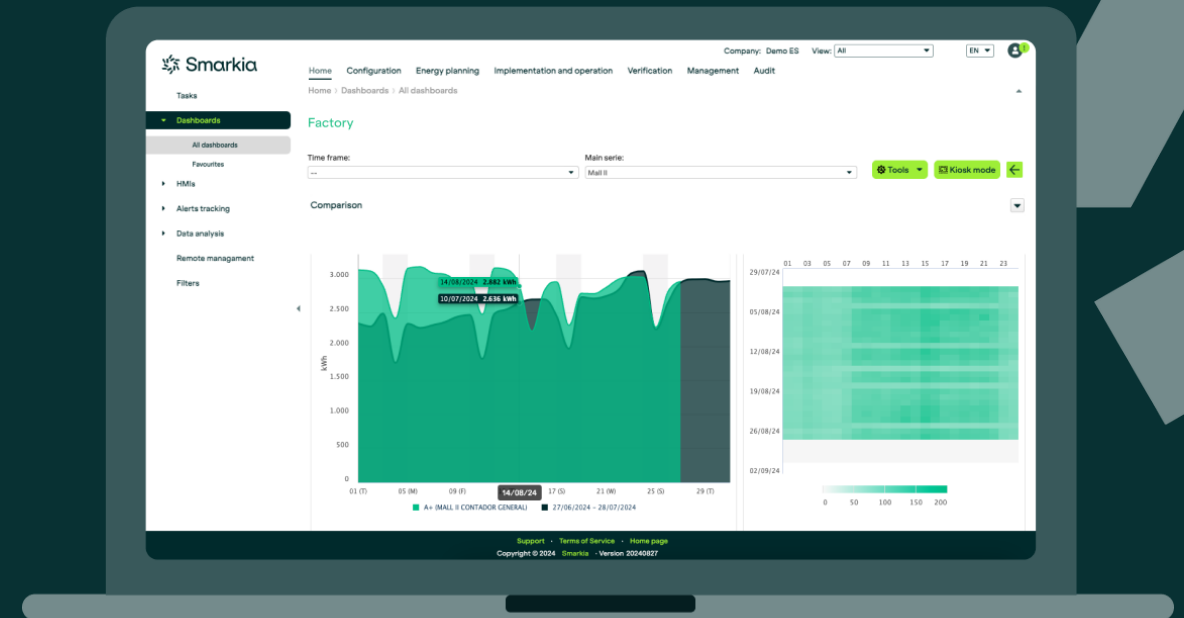 Smarkia
Company: Demo ES View: All EN
Home Configuration Energy planning Implementation and operation Verification Management Audit
Home > Dashboards > All dashboards
Tasks
Dashboards
All dashboards
Favourites
HMIs
Alerts tracking
Data analysis
Remote management
Filters
Factory
Time frame: Main serie:
-- Mall II
Tools Kiosk mode
Comparison
3.000
2.500
2.000
1.500
1.000
500
0
kWh
14/08/2024 2.882 kWh
10/07/2024 2.636 kWh
01 (T) 05 (M) 09 (F) 14/08/24 17 (S) 21 (W) 25 (S) 29 (T)
A+ (MALL II CONTADOR GENERAL) 27/06/2024 - 28/07/2024
01 03 05 07 09 11 13 15 17 19 21 23
29/07/24
05/08/24
12/08/24
19/08/24
26/08/24
02/09/24
0 50 100 150 200
Support · Terms of Service · Home page
Copyright © 2024 Smarkia - Version 20240827